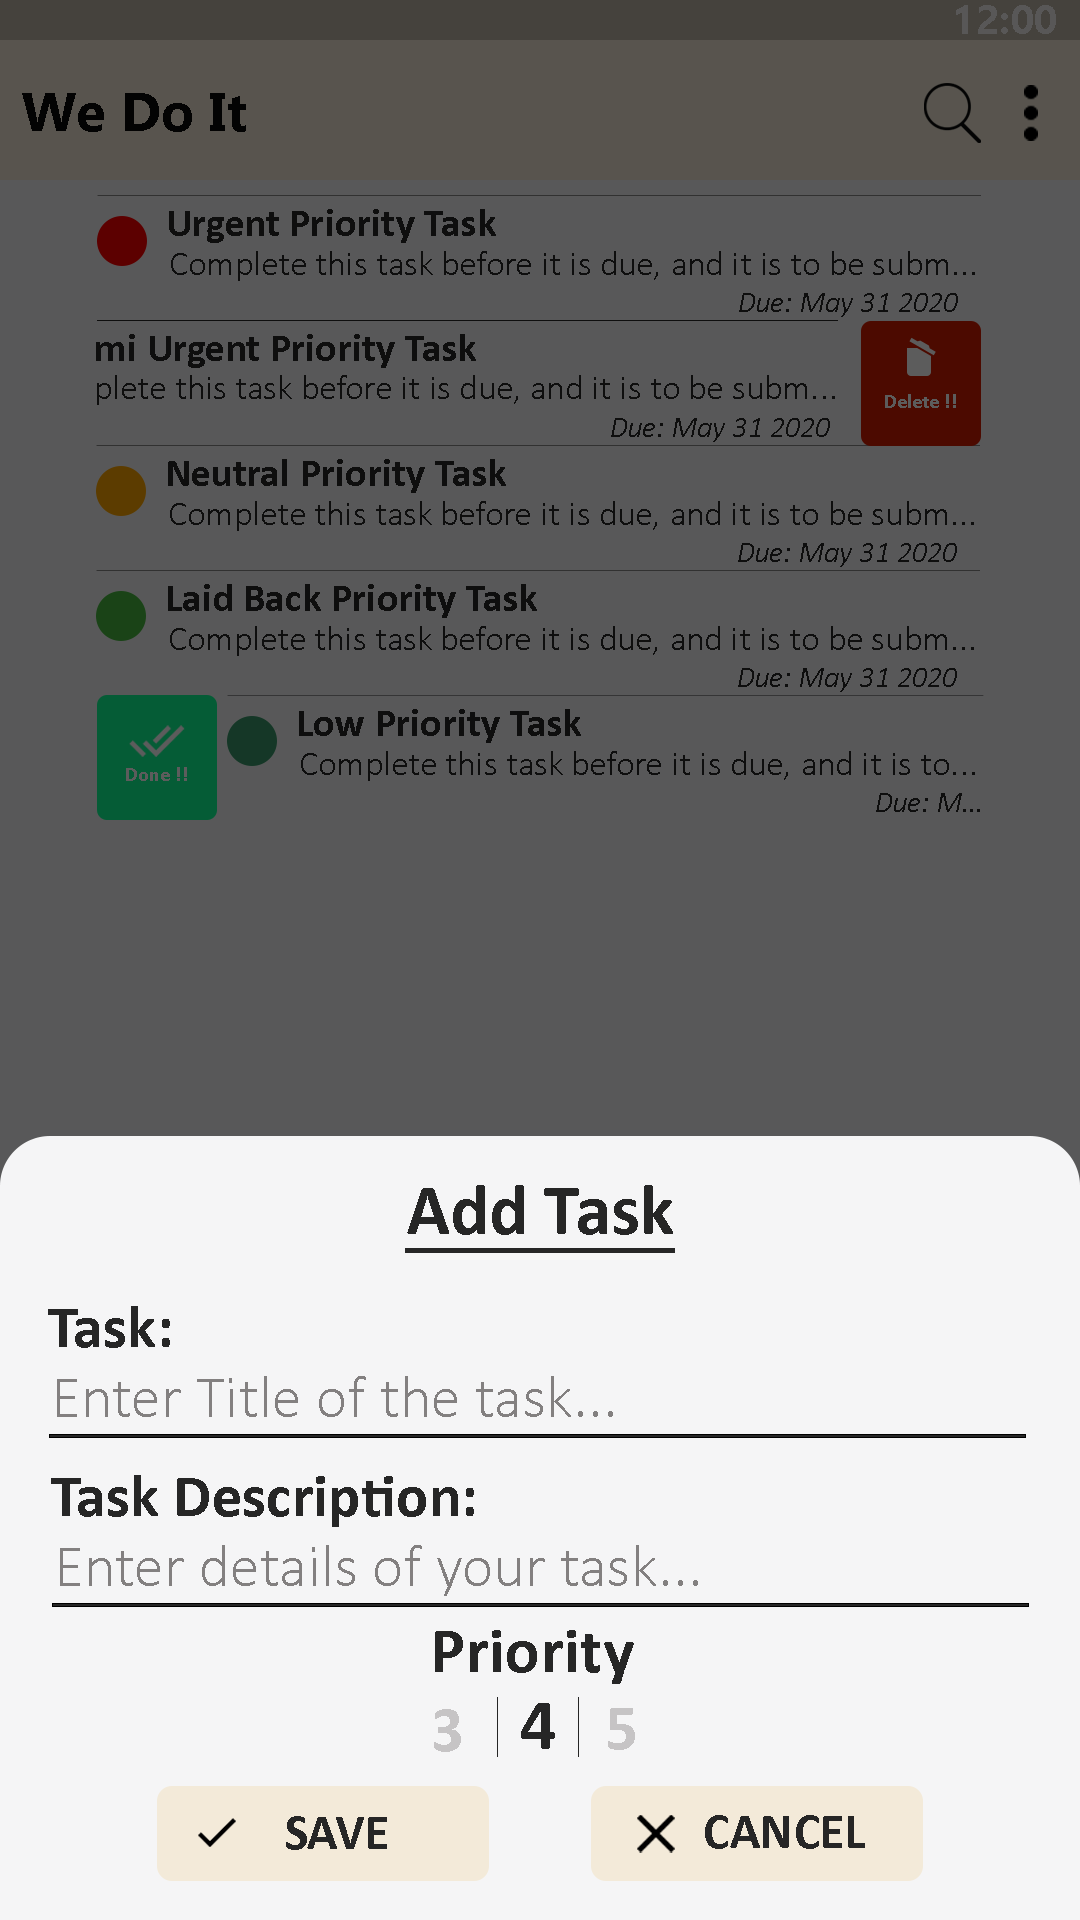 12:00
We Do It
Urgent Priority Task
Complete this task before it is due, and it is to be subm...
Due: May 31 2020
mi Urgent Priority Task
plete this task before it is due, and it is to be subm...
Due: May 31 2020
Delete !!
Neutral Priority Task
Complete this task before it is due, and it is to be subm...
Due: May 31 2020
Laid Back Priority Task
Complete this task before it is due, and it is to be subm...
Due: May 31 2020
Done !!
Low Priority Task
Complete this task before it is due, and it is to...
Due: M...
Add Task
Task:
Enter Title of the task...
Task Description:
Enter details of your task...
Priority
3 4 5
SAVE CANCEL